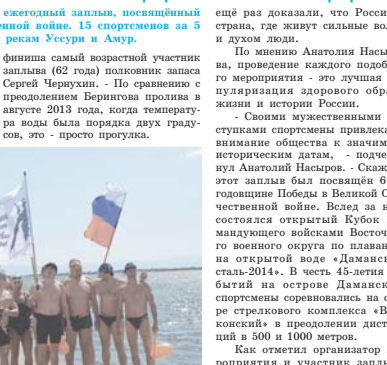 ежегодный заплыв, посвящённый
нной войне. 15 спортсменов за 5
рекам Уссури и Амур.
финиша самый возрастной участник
заплыва (62 года) полковник запаса
Сергей Чернухин. - По сравнению с
преодолением Берингова пролива в
августе 2013 года, когда температу-
ра воды была порядка двух граду-
сов, это - просто прогулка.
ещё раз доказали, что Росси
страна, где живут сильные вол
и духом люди.
По мнению Анатолия Насы
ва, проведение каждого подоб
го мероприятия - это лучшая
пуляризация здорового обра
жизни и истории России.
- Своими мужественными
ступками спортсмены привлека
внимание общества к значим
историческим датам, - подче
нул Анатолий Насыров. - Скаж
этот заплыв был посвящён 6
годовщине Победы в Великой О
чественной войне. Вслед за н
состоялся открытый Кубок
мандующего войсками Восточ
го военного округа по плаван
на открытой воде «Даманск
сталь-2014». В честь 45-летия
бытий на острове Даманск
спортсмены соревновались на о
ре стрелкового комплекса «В
конский» в преодолении дист
ций в 500 и 1000 метров.
Как отметил организатор
роприятия и участник заплы